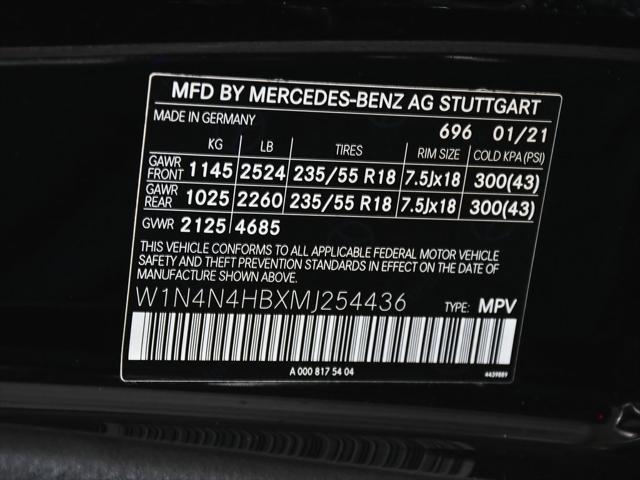 MFD BY MERCEDES-BENZ AG STUTTGART
MADE IN GERMANY 696 01/21
KG LB TIRES RIM SIZE COLD KPA (PSI)
GAWR FRONT 1145 2524 235/55 R18 7.5Jx18 300(43)
GAWR REAR 1025 2260 235/55 R18 7.5Jx18 300(43)
GVWR 2125 4685
THIS VEHICLE CONFORMS TO ALL APPLICABLE FEDERAL MOTOR VEHICLE
SAFETY AND THEFT PREVENTION STANDARDS IN EFFECT ON THE DATE OF
MANUFACTURE SHOWN ABOVE.
W1N4N4HBXMJ254436 TYPE: MPV
A 000 817 54 04 4439889